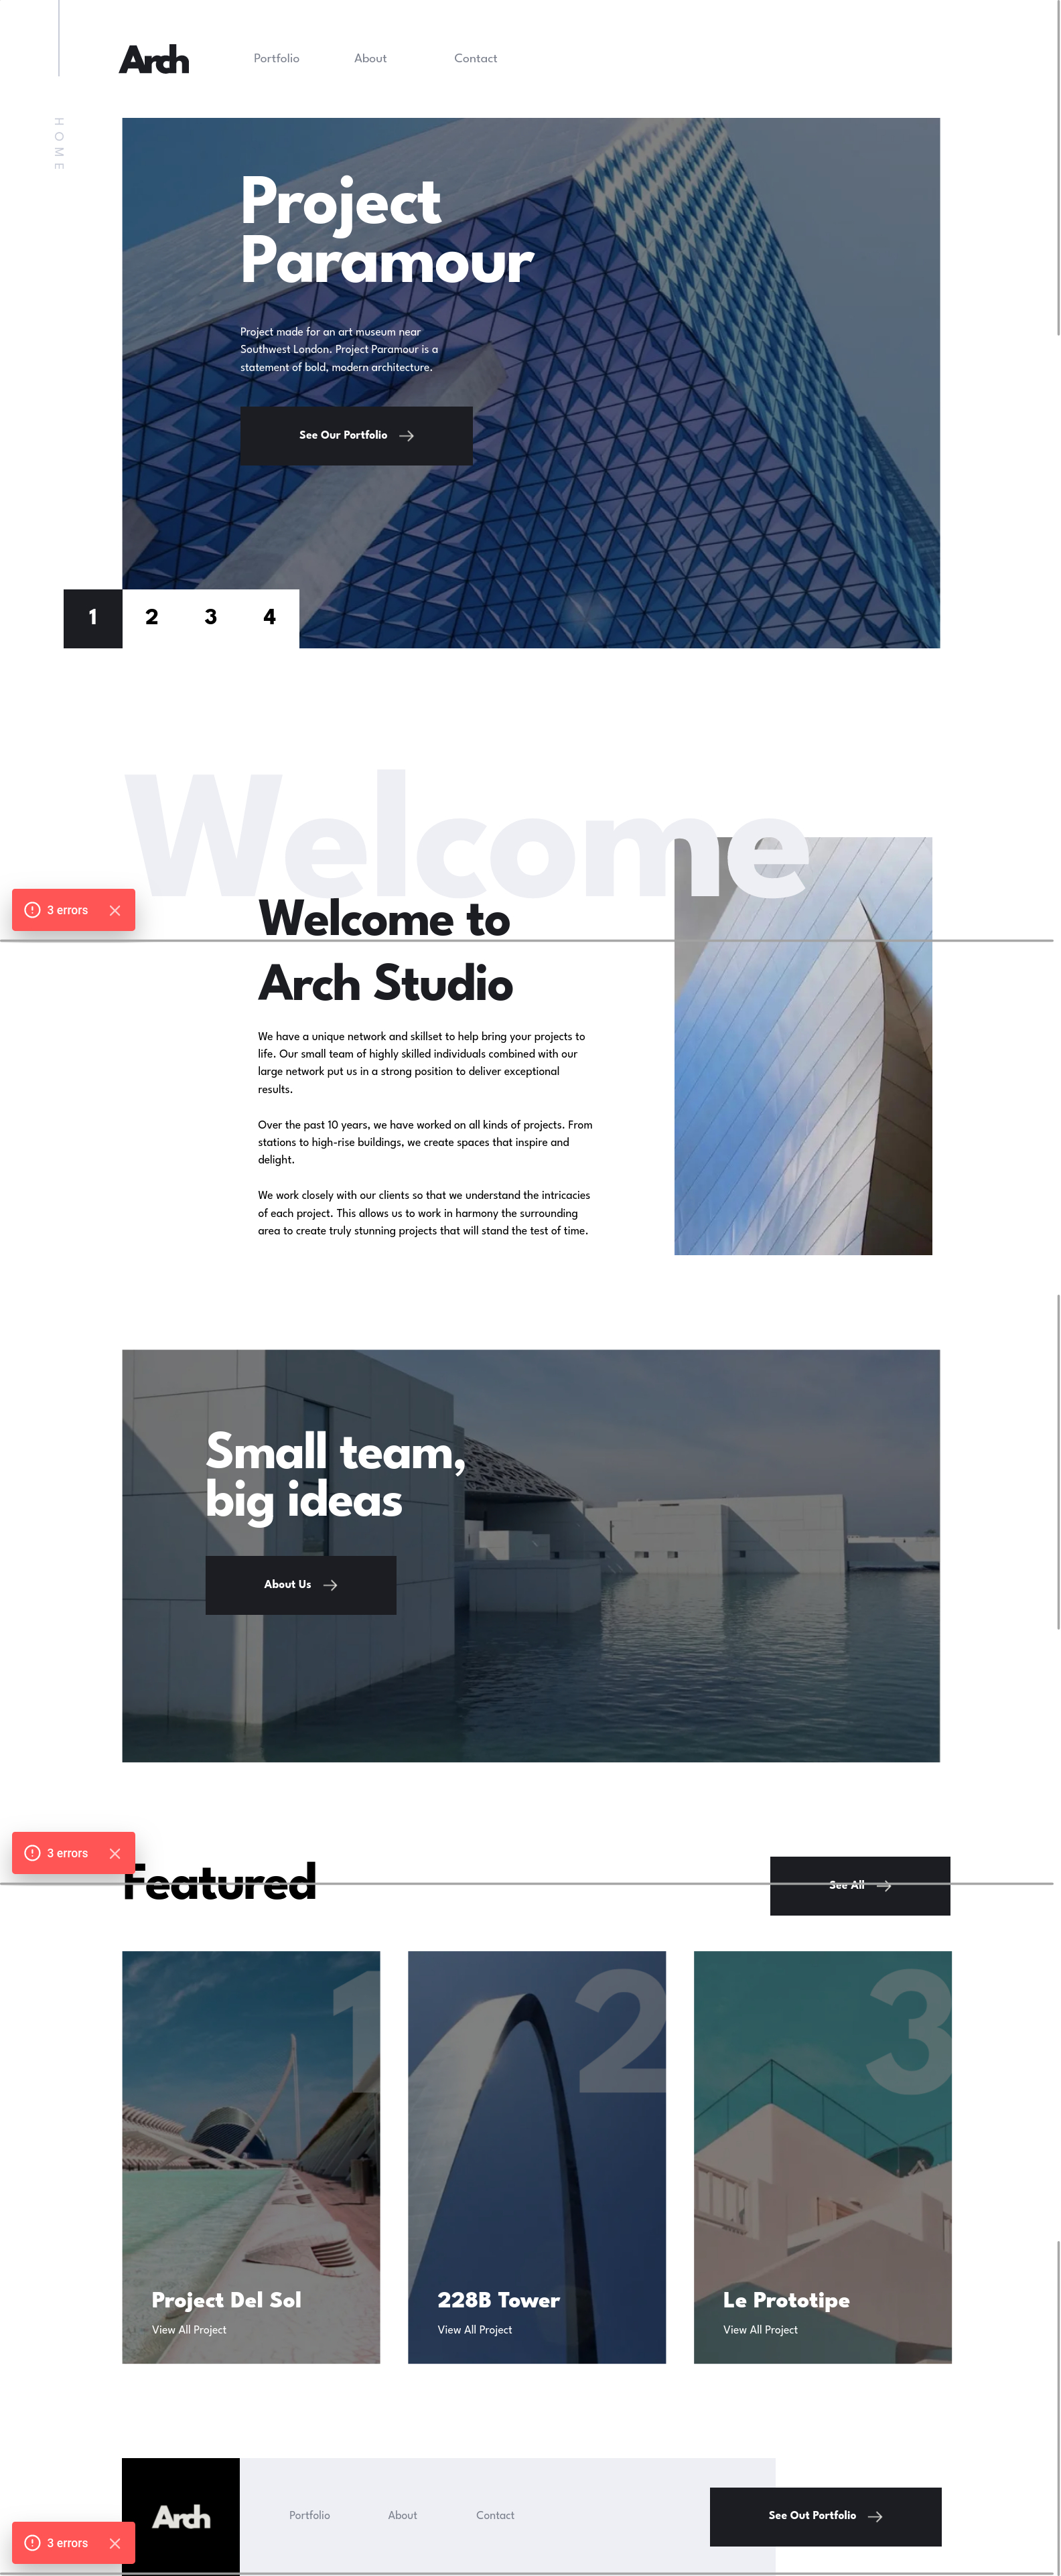 Arch
Portfolio
About
Contact
HOME
Project
Paramour
Project made for an art museum near
Southwest London. Project Paramour is a
statement of bold, modern architecture.
See Our Portfolio
1
2
3
4
Welcome
3 errors
Welcome to
Arch Studio
We have a unique network and skillset to help bring your projects to
life. Our small team of highly skilled individuals combined with our
large network put us in a strong position to deliver exceptional
results.
Over the past 10 years, we have worked on all kinds of projects. From
stations to high-rise buildings, we create spaces that inspire and
delight.
We work closely with our clients so that we understand the intricacies
of each project. This allows us to work in harmony the surrounding
area to create truly stunning projects that will stand the test of time.
Small team,
big ideas
About Us
3 errors
Featured
See All
1
2
3
Project Del Sol
View All Project
228B Tower
View All Project
Le Prototipe
View All Project
Arch
Portfolio
About
Contact
See Out Portfolio
3 errors